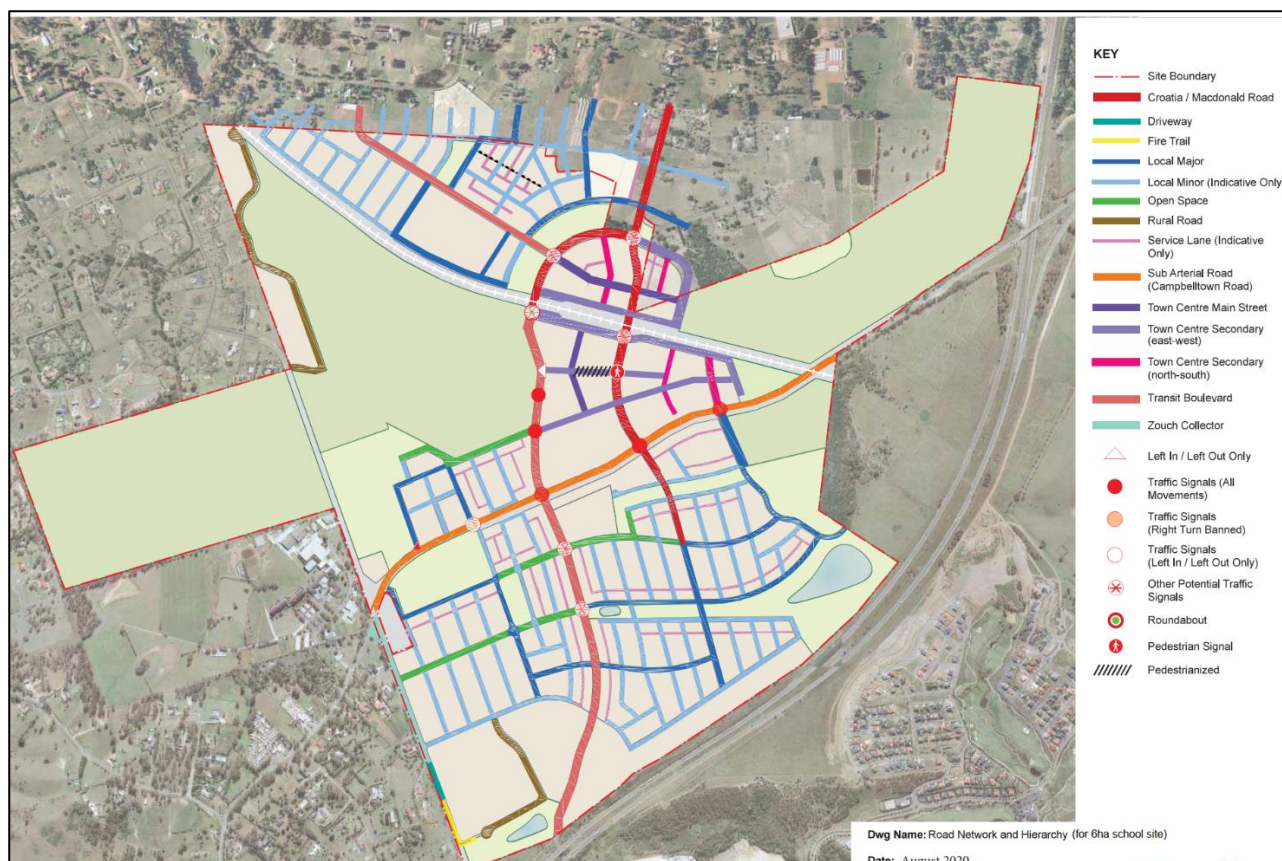 KEY
Site Boundary
Croatia / Macdonald Road
Driveway
Fire Trail
Local Major
Local Minor (Indicative Only
Open Space
Rural Road
Service Lane (Indicative
Only)
Sub Arterial Road
(Campbelltown Road)
Town Centre Main Street
Town Centre Secondary
(east-west)
Town Centre Secondary
(north-south)
Transit Boulevard
Zouch Collector
Left In / Left Out Only
Traffic Signals (All
Movements)
Traffic Signals
(Right Turn Banned)
Traffic Signals
(Left In / Left Out Only)
Other Potential Traffic
Signals
Roundabout
Pedestrian Signal
Pedestrianized
Dwg Name: Road Network and Hierarchy (for 6ha school site)
Date: August 2020